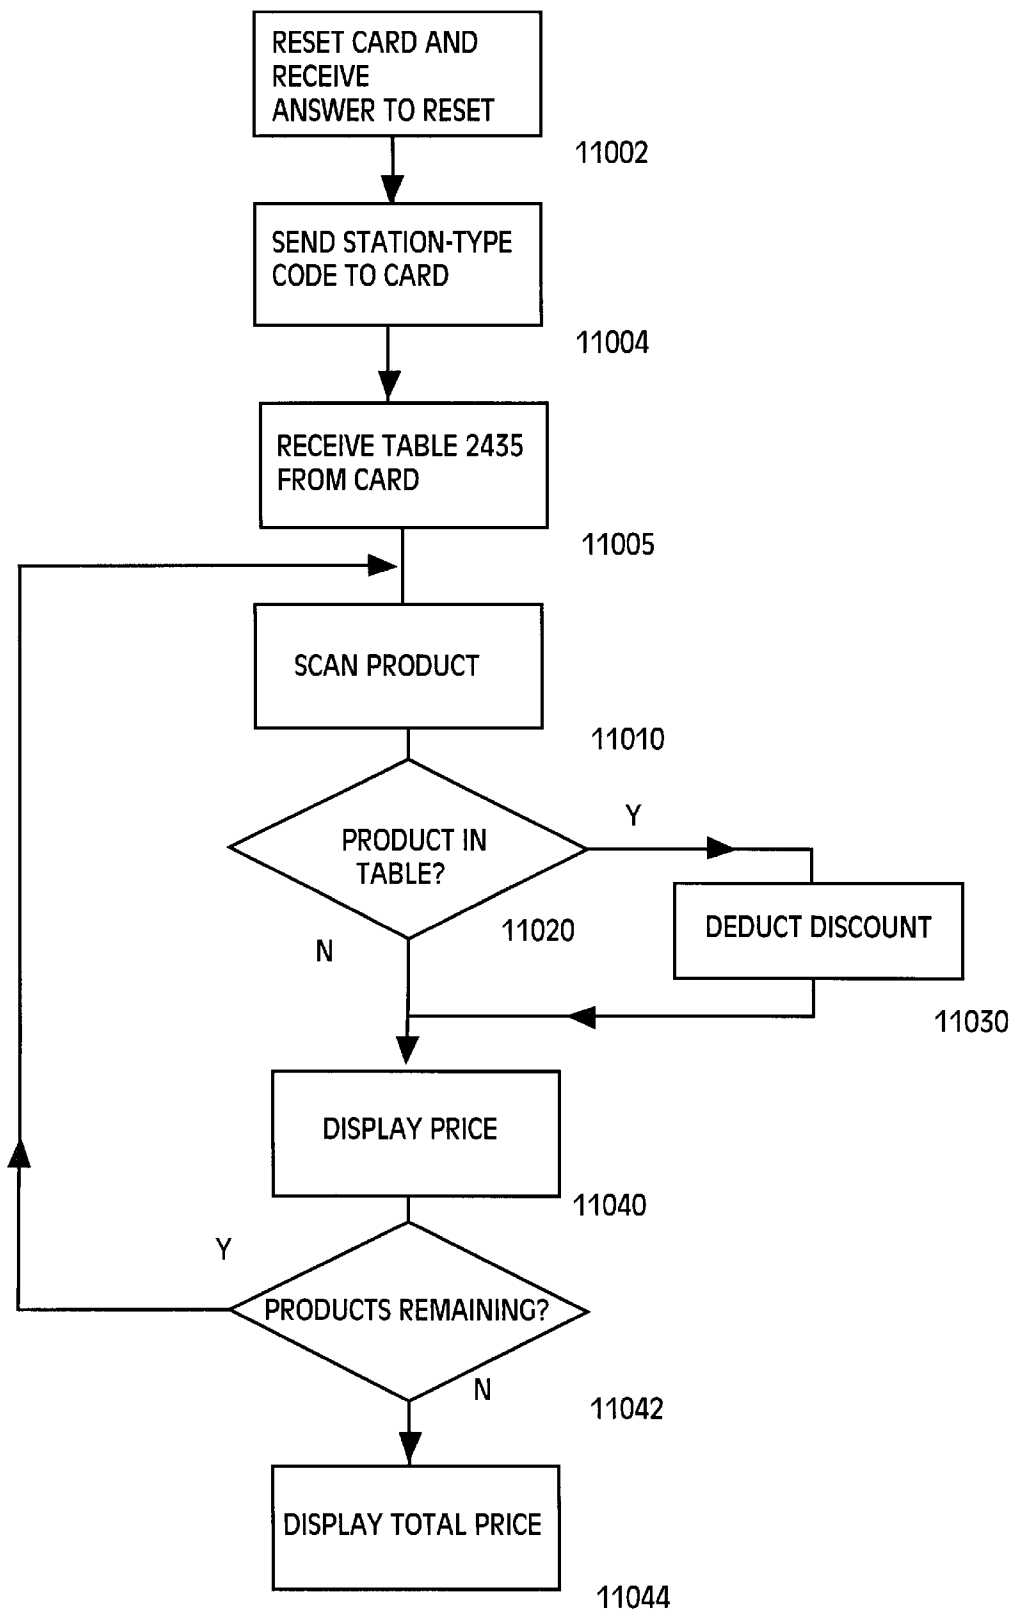 RESET CARD AND
RECEIVE
ANSWER TO RESET
11002
SEND STATION-TYPE
CODE TO CARD
11004
RECEIVE TABLE 2435
FROM CARD
11005
SCAN PRODUCT
11010
PRODUCT IN
TABLE?
Y
11020
N
DEDUCT DISCOUNT
11030
DISPLAY PRICE
11040
Y
PRODUCTS REMAINING?
N
11042
DISPLAY TOTAL PRICE
11044